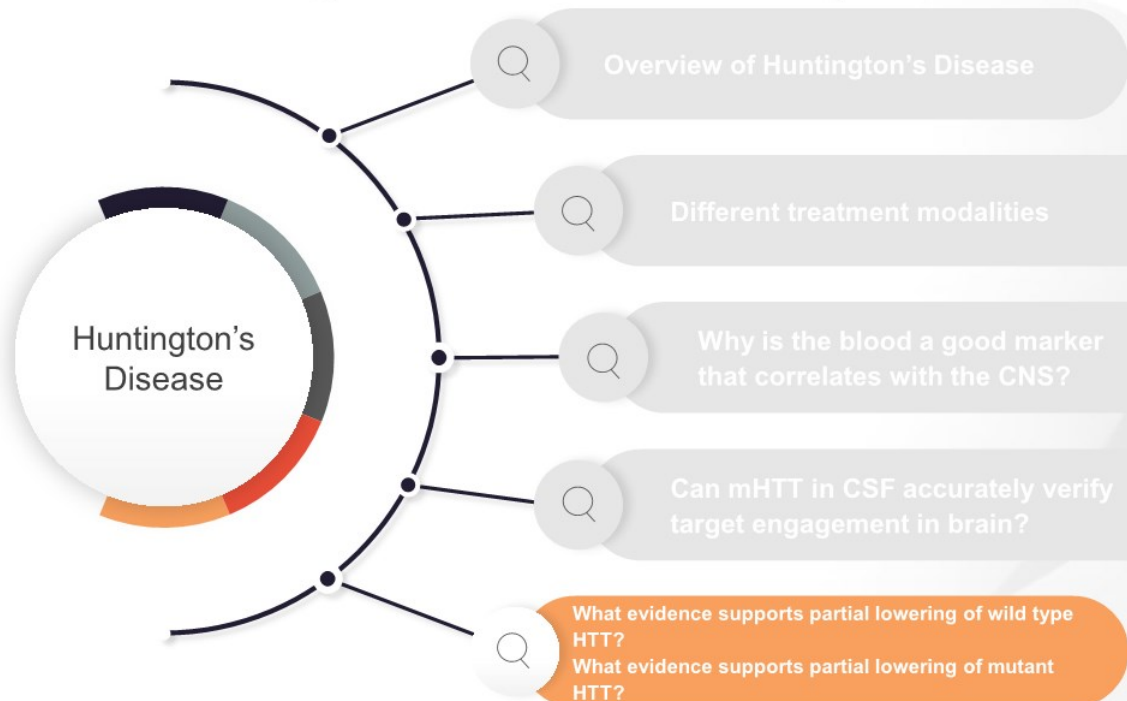 Overview of Huntington’s Disease
Different treatment modalities
Huntington’s
Disease
Why is the blood a good marker
that correlates with the CNS?
Can mHTT in CSF accurately verify
target engagement in brain?
What evidence supports partial lowering of wild type
HTT?
What evidence supports partial lowering of mutant
HTT?